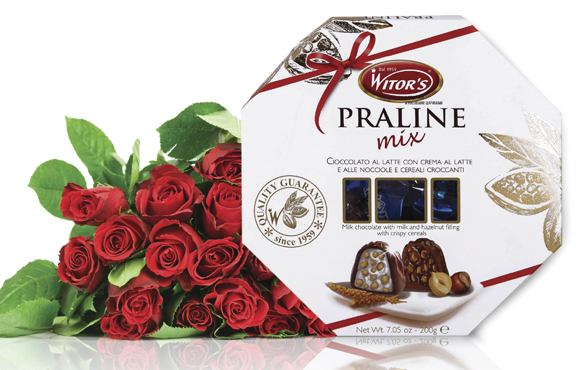 Dal 1959
WITOR'S
PRALINE
mix
CIOCCOLATO AL LATTE CON CREMA AL LATTE
E ALLE NOCCIOLE E CEREALI CROCCANTI
QUALITY GUARANTEE
W
since 1959
Milk chocolate with milk and hazelnut filling
with crispy cereals
Net Wt. 7.05 oz - 200g e